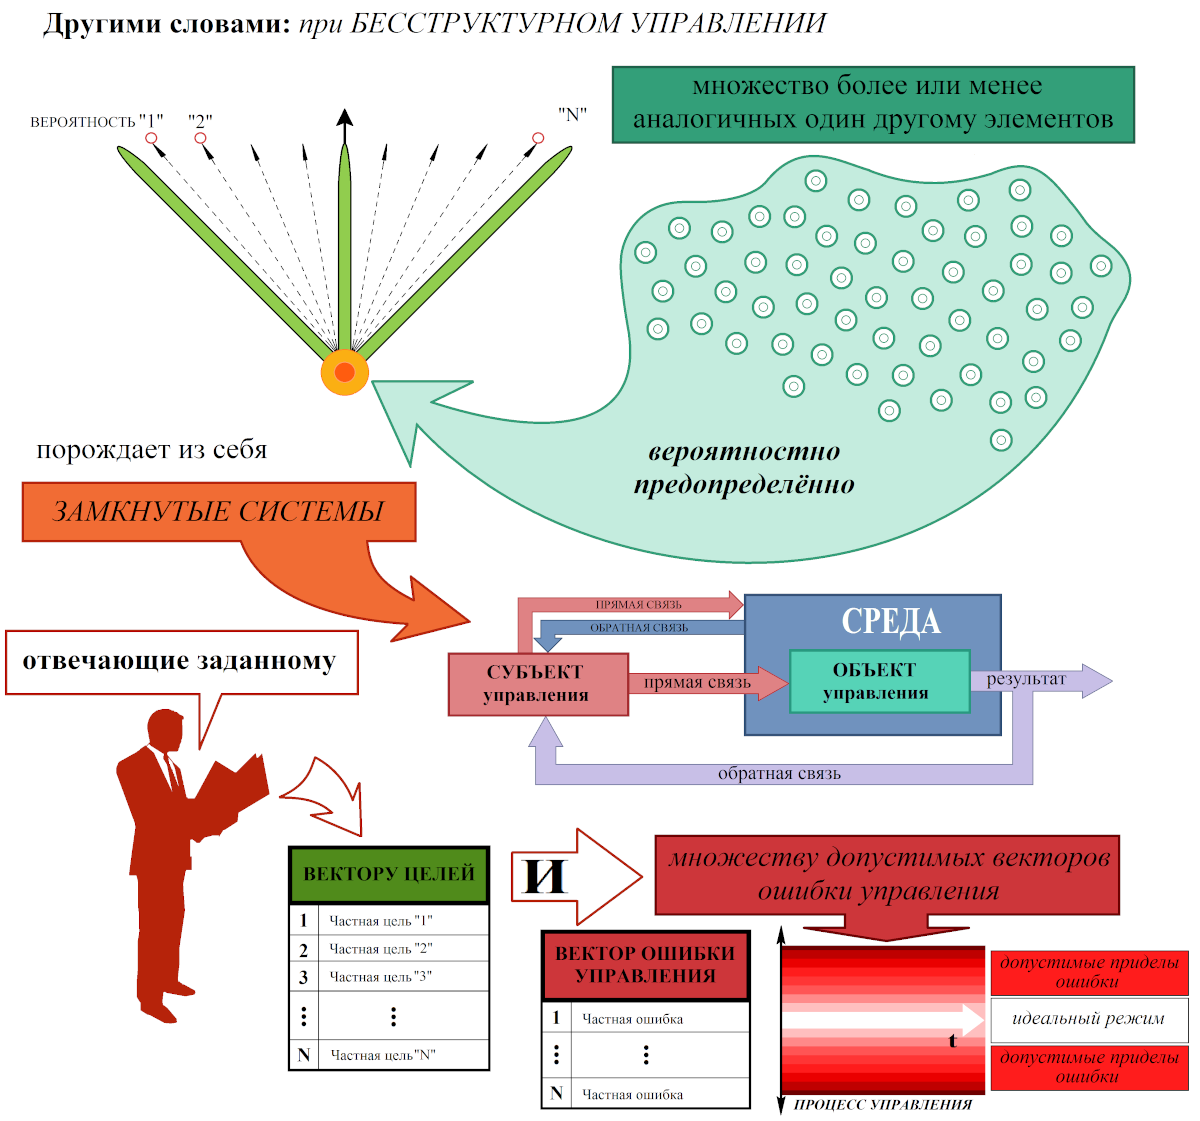 Другими словами: при БЕССТРУКТУРНОМ УПРАВЛЕНИИ
множество более или менее
аналогичных один другому элементов
ВЕРОЯТНОСТЬ "1" "2" "N"
вероятностно
предопределённо
порождает из себя
ЗАМКНУТЫЕ СИСТЕМЫ
ПРЯМАЯ СВЯЗЬ
ОБРАТНАЯ СВЯЗЬ
СРЕДА
СУБЪЕКТ
управления
прямая связь
ОБЪЕКТ
управления
результат
обратная связь
отвечающие заданному
ВЕКТОРУ ЦЕЛЕЙ
1 Частная цель "1"
2 Частная цель "2"
3 Частная цель "3"
N Частная цель "N"
И
множеству допустимых векторов
ошибки управления
ВЕКТОР ОШИБКИ
УПРАВЛЕНИЯ
1 Частная ошибка
N Частная ошибка
допустимые приделы
ошибки
идеальный режим
t
допустимые приделы
ошибки
ПРОЦЕСС УПРАВЛЕНИЯ